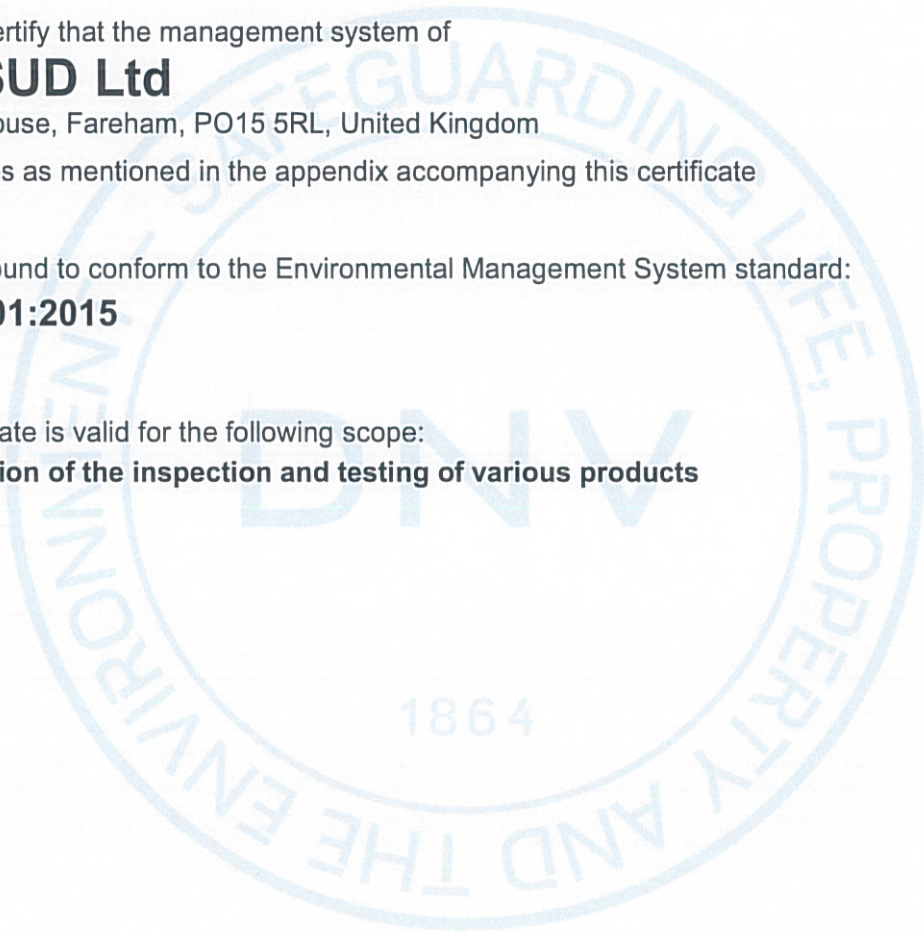 ertify that the management system of
SUD Ltd
ouse, Fareham, PO15 5RL, United Kingdom
s as mentioned in the appendix accompanying this certificate
ound to conform to the Environmental Management System standard:
01:2015
ate is valid for the following scope:
ion of the inspection and testing of various products
SAFEGUARDING LIFE, PROPERTY AND THE ENVIRONMENT
DNV
1864